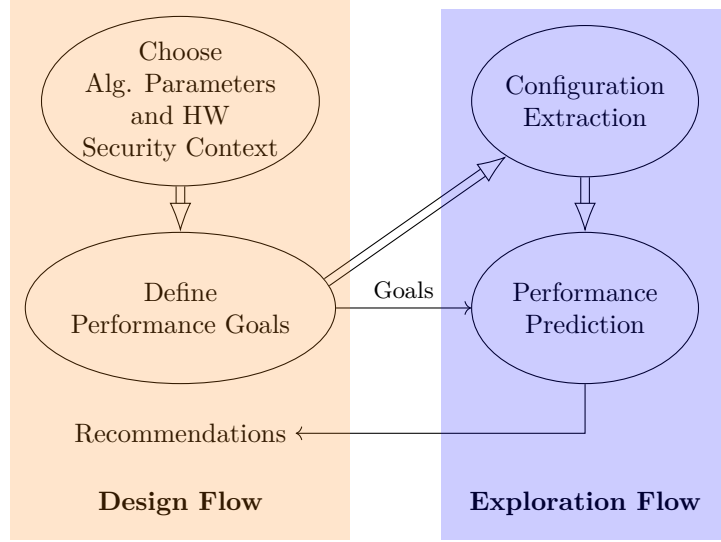 Choose
Alg. Parameters
and HW
Security Context
Configuration
Extraction
Define
Performance Goals
Goals
Performance
Prediction
Recommendations
Design Flow
Exploration Flow